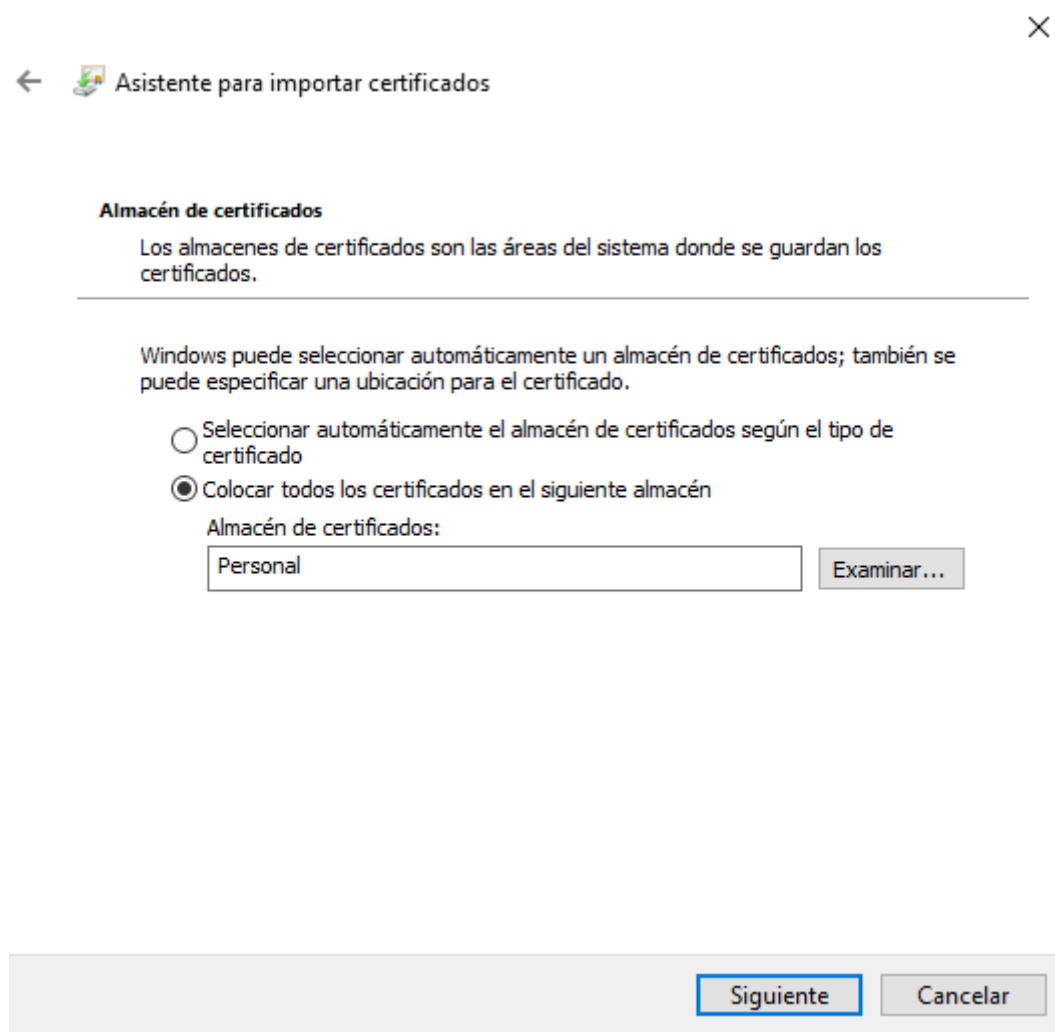 Asistente para importar certificados
Almacén de certificados
Los almacenes de certificados son las áreas del sistema donde se guardan los
certificados.
Windows puede seleccionar automáticamente un almacén de certificados; también se
puede especificar una ubicación para el certificado.
Seleccionar automáticamente el almacén de certificados según el tipo de
certificado
Colocar todos los certificados en el siguiente almacén
Almacén de certificados:
Personal
Examinar...
Siguiente
Cancelar